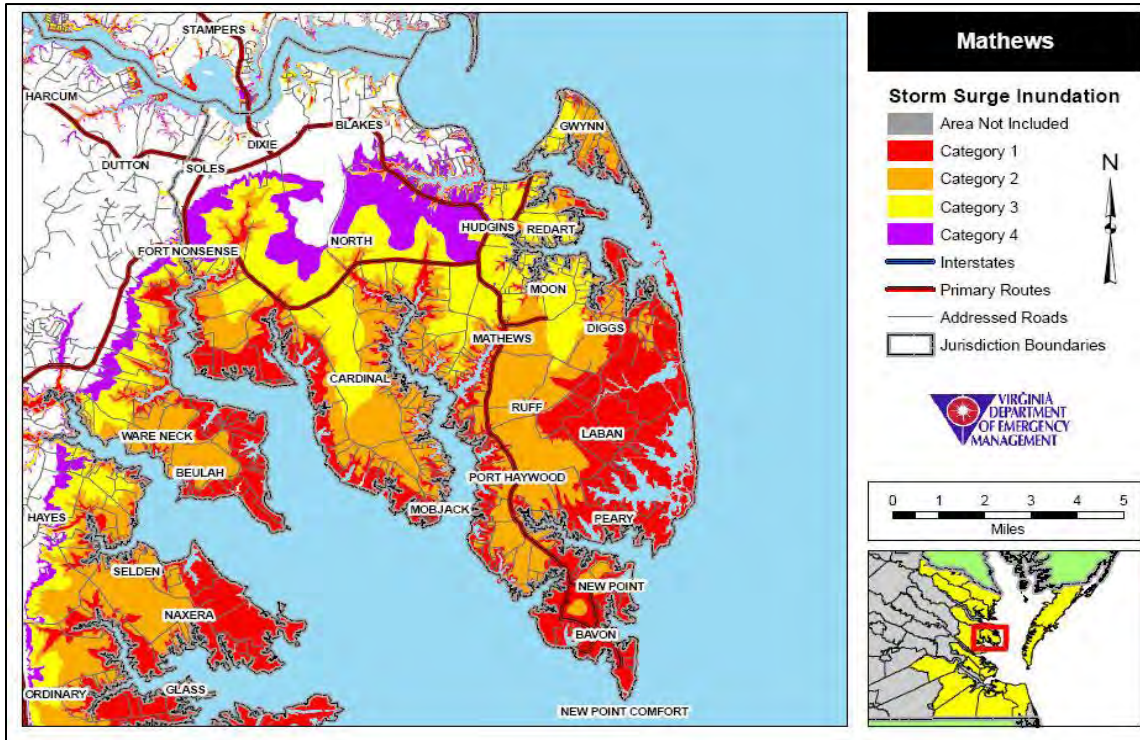 STAMPERS
HARCUM
GWYNN
BLAKES
DIXIE
DUTTON
SOLES
HUDGINS
REDART
NORTH
FORT NONSENSE
MOON
DIGGS
MATHEWS
CARDINAL
RUFF
LABAN
WARE NECK
BEULAH
PORT HAYWOOD
MOBJACK
HAYES
PEARY
SELDEN
NEW POINT
NAXERA
BAVON
ORDINARY
GLASS
NEW POINT COMFORT
Mathews
Storm Surge Inundation
Area Not Included
Category 1
Category 2
Category 3
Category 4
Interstates
Primary Routes
Addressed Roads
Jurisdiction Boundaries
N
VIRGINIA
DEPARTMENT
OF EMERGENCY
MANAGEMENT
0 1 2 3 4 5
Miles